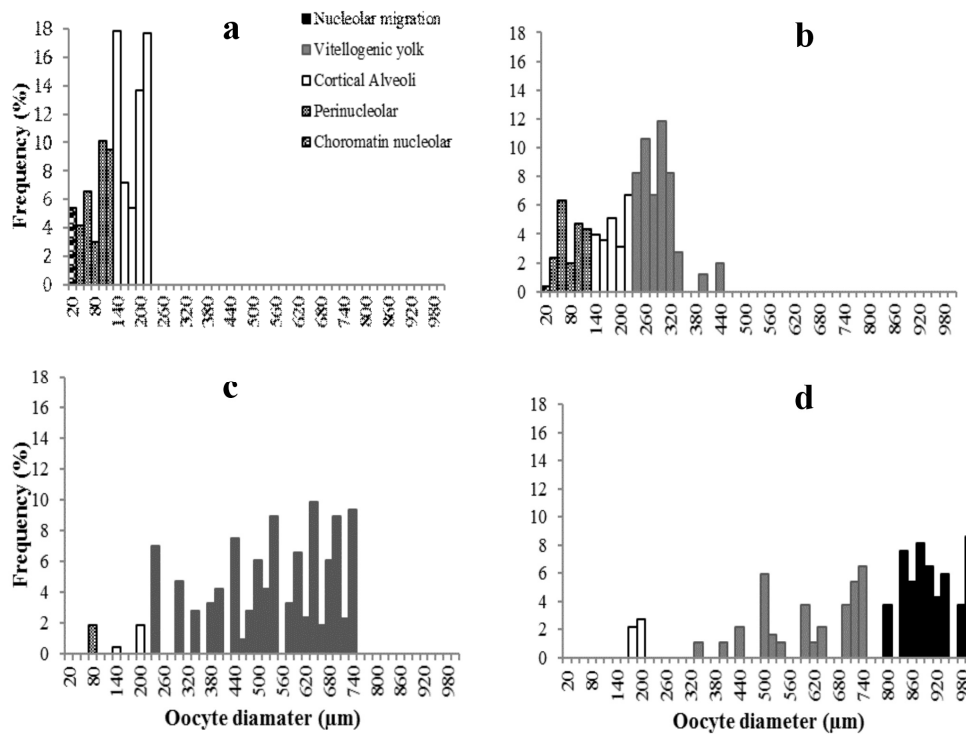 a
Nucleolar migration
Vitellogenic yolk
Cortical Alveoli
Perinucleolar
Choromatin nucleolar
Frequency (%)
18
16
14
12
10
8
6
4
2
0
20 80 140 200 260 320 380 440 500 560 620 680 740 800 860 920 980
b
18
16
14
12
10
8
6
4
2
0
20 80 140 200 260 320 380 440 500 560 620 680 740 800 860 920 980
c
Frequency (%)
18
16
14
12
10
8
6
4
2
0
20 80 140 200 260 320 380 440 500 560 620 680 740 800 860 920 980
Oocyte diamater (µm)
d
18
16
14
12
10
8
6
4
2
0
20 80 140 200 260 320 380 440 500 560 620 680 740 800 860 920 980
Oocyte diameter (µm)